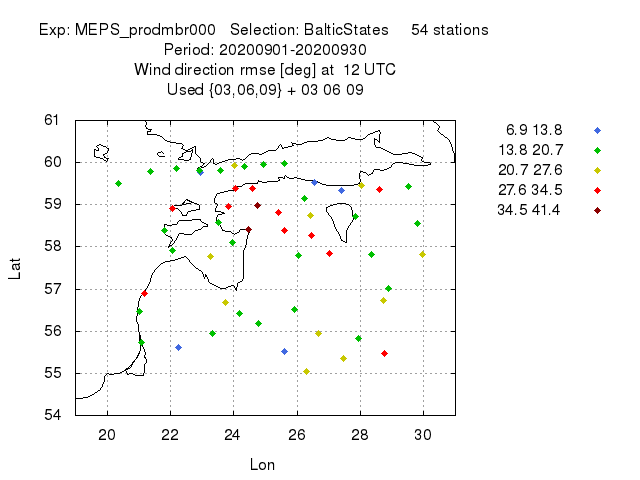 Exp: MEPS_prodmbr000 Selection: BalticStates 54 stations
Period: 20200901-20200930
Wind direction rmse [deg] at 12 UTC
Used {03,06,09} + 03 06 09
61
60
59
58
57
56
55
54
Lat
20 22 24 26 28 30
Lon
6.9 13.8
13.8 20.7
20.7 27.6
27.6 34.5
34.5 41.4